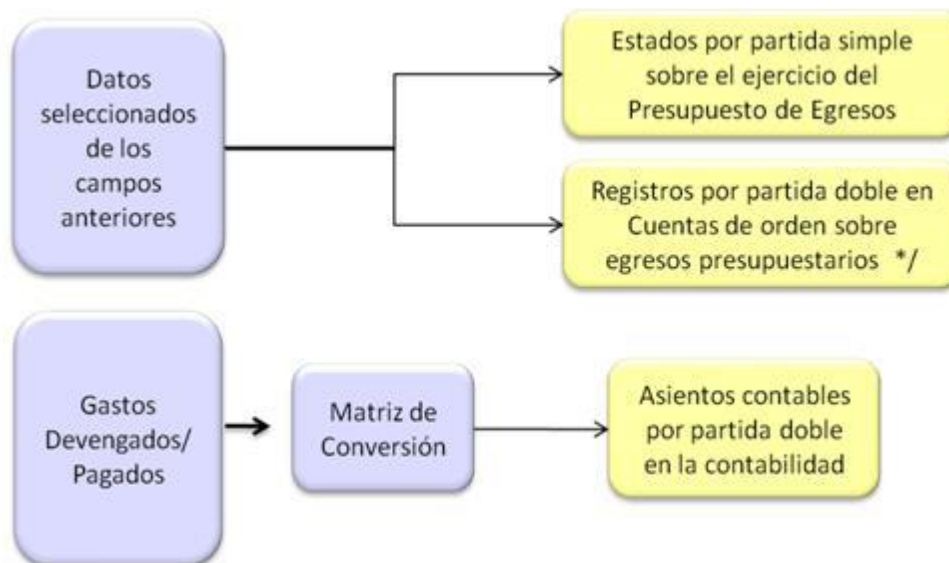 Datos
seleccionados
de los
campos
anteriores
Estados por partida simple
sobre el ejercicio del
Presupuesto de Egresos
Registros por partida doble en
Cuentas de orden sobre
egresos presupuestarios */
Gastos
Devengados/
Pagados
Matriz de
Conversión
Asientos contables
por partida doble
en la contabilidad